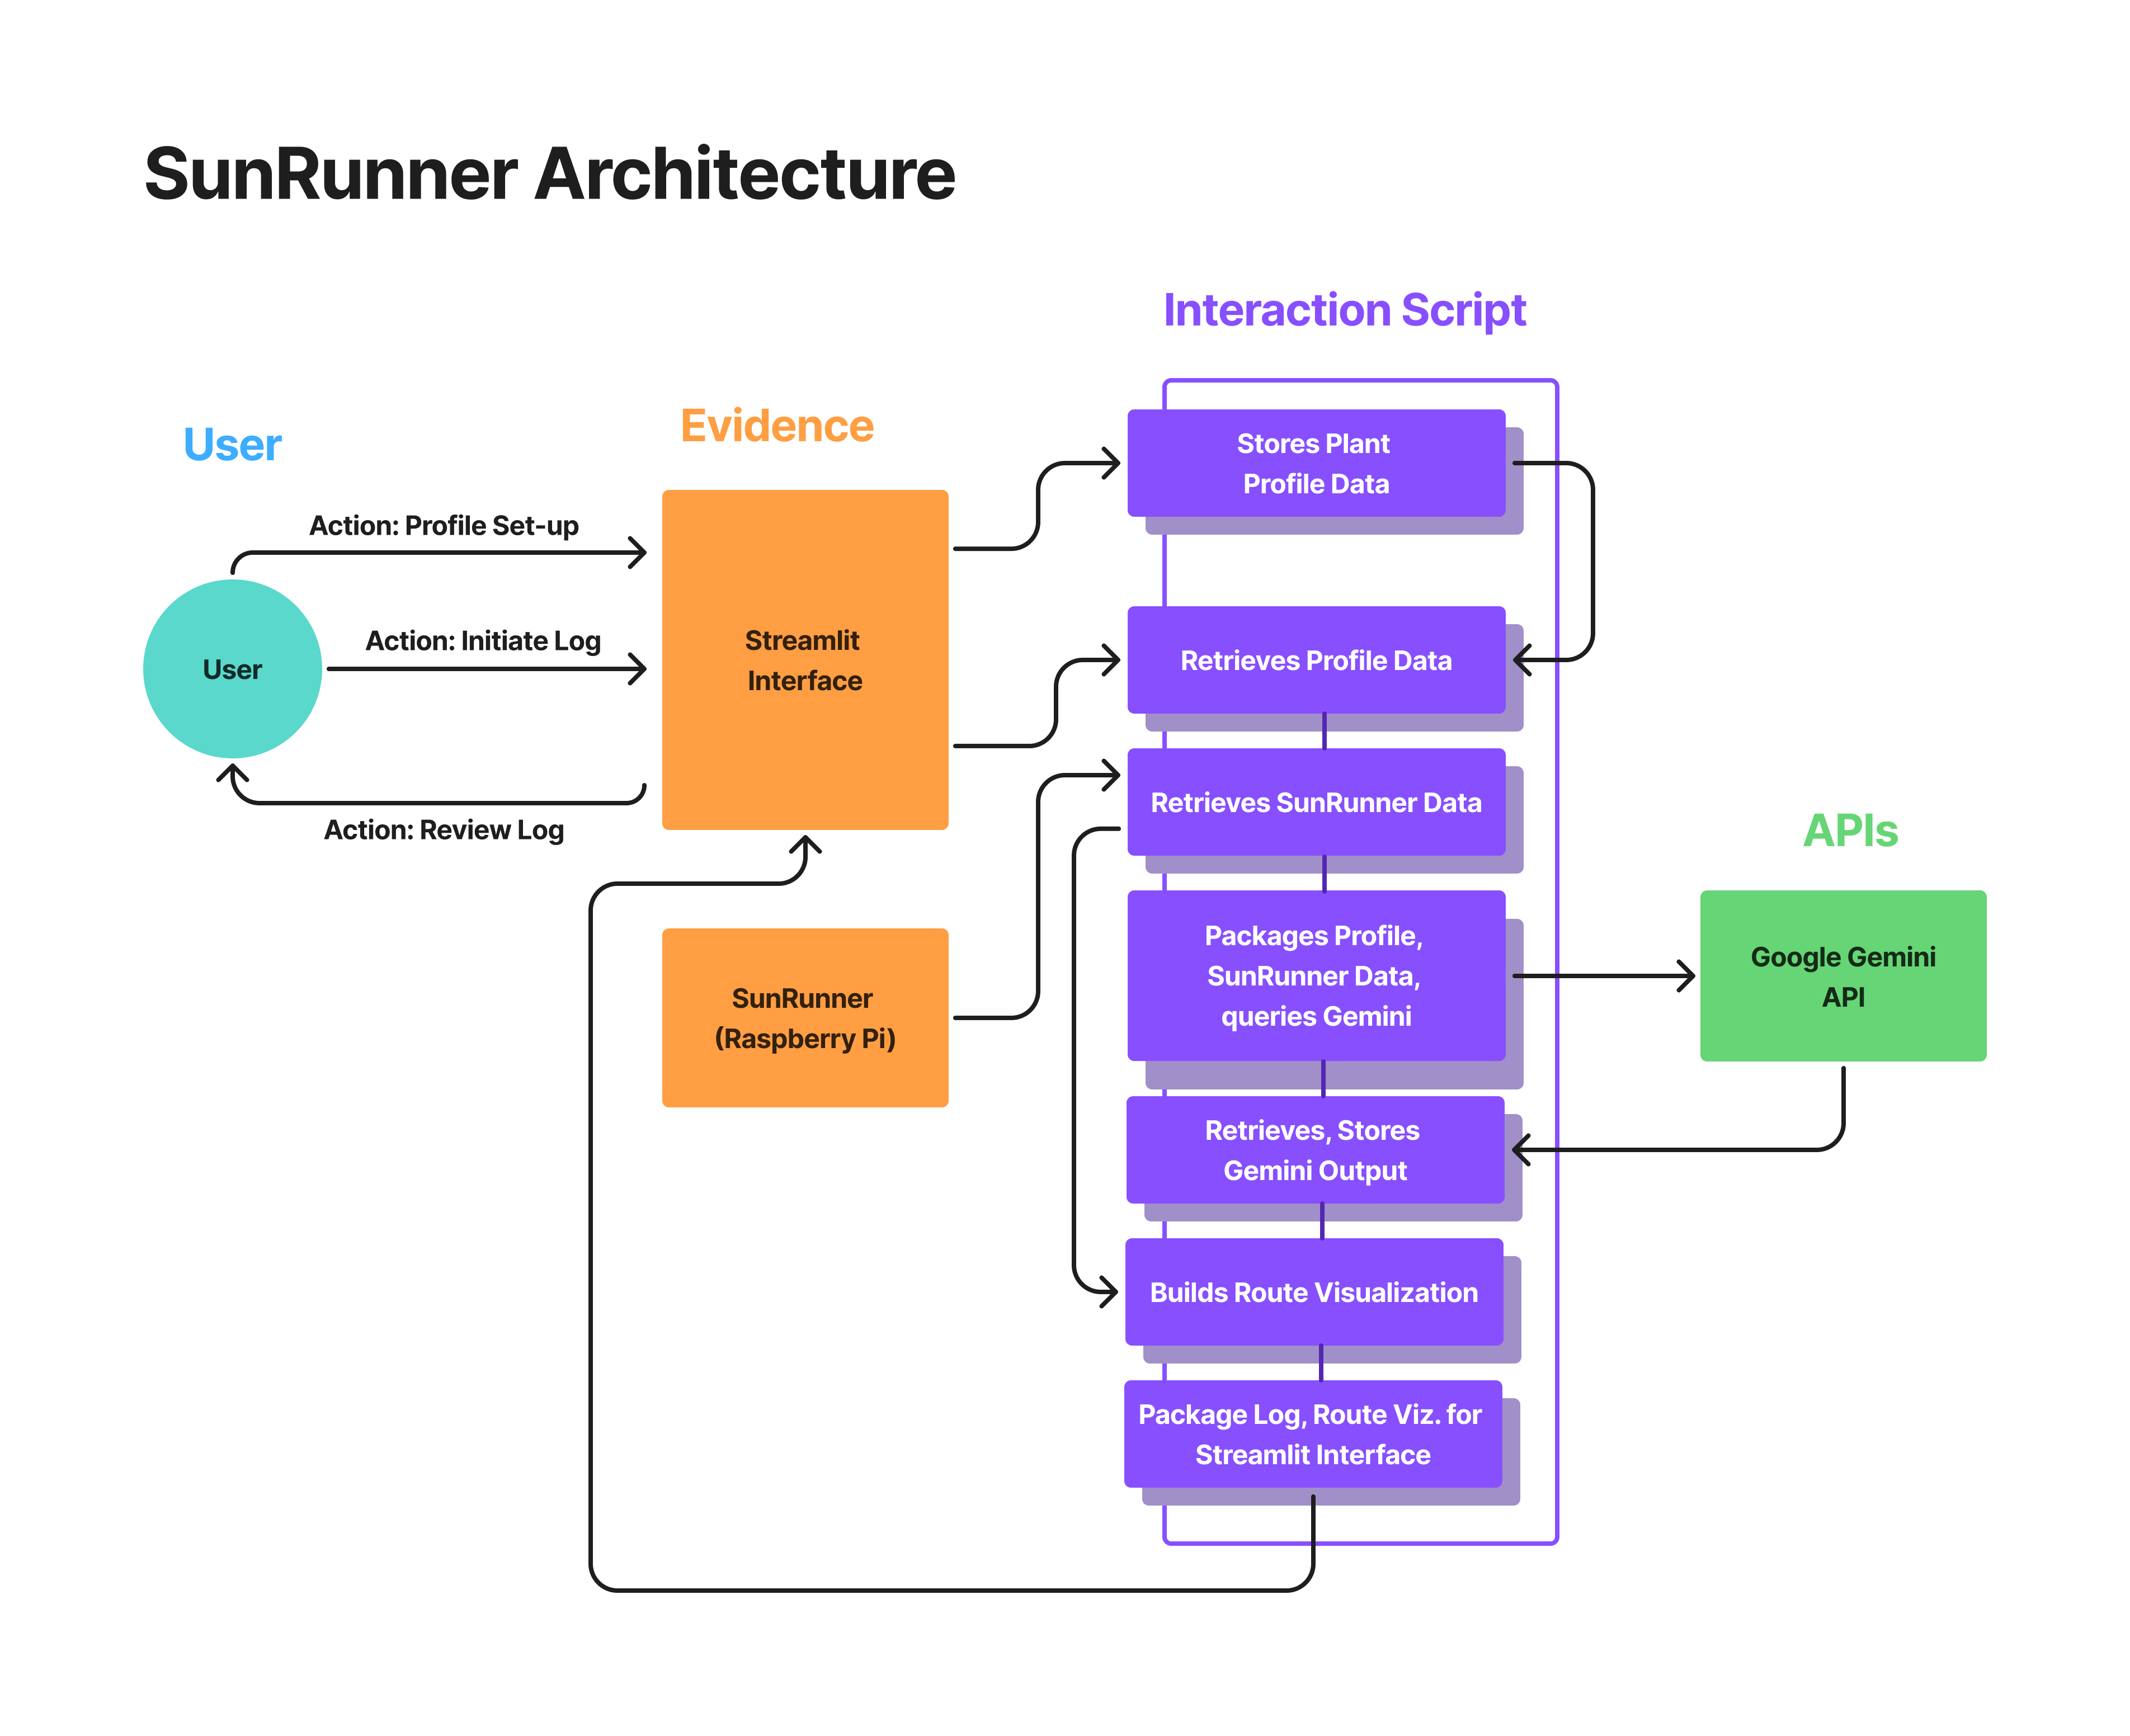 SunRunner Architecture
User
Action: Profile Set-up
Action: Initiate Log
User
Action: Review Log
Evidence
Streamlit
Interface
SunRunner
(Raspberry Pi)
Interaction Script
Stores Plant
Profile Data
Retrieves Profile Data
Retrieves SunRunner Data
Packages Profile,
SunRunner Data,
queries Gemini
Retrieves, Stores
Gemini Output
Builds Route Visualization
Package Log, Route Viz. for
Streamlit Interface
APIs
Google Gemini
API